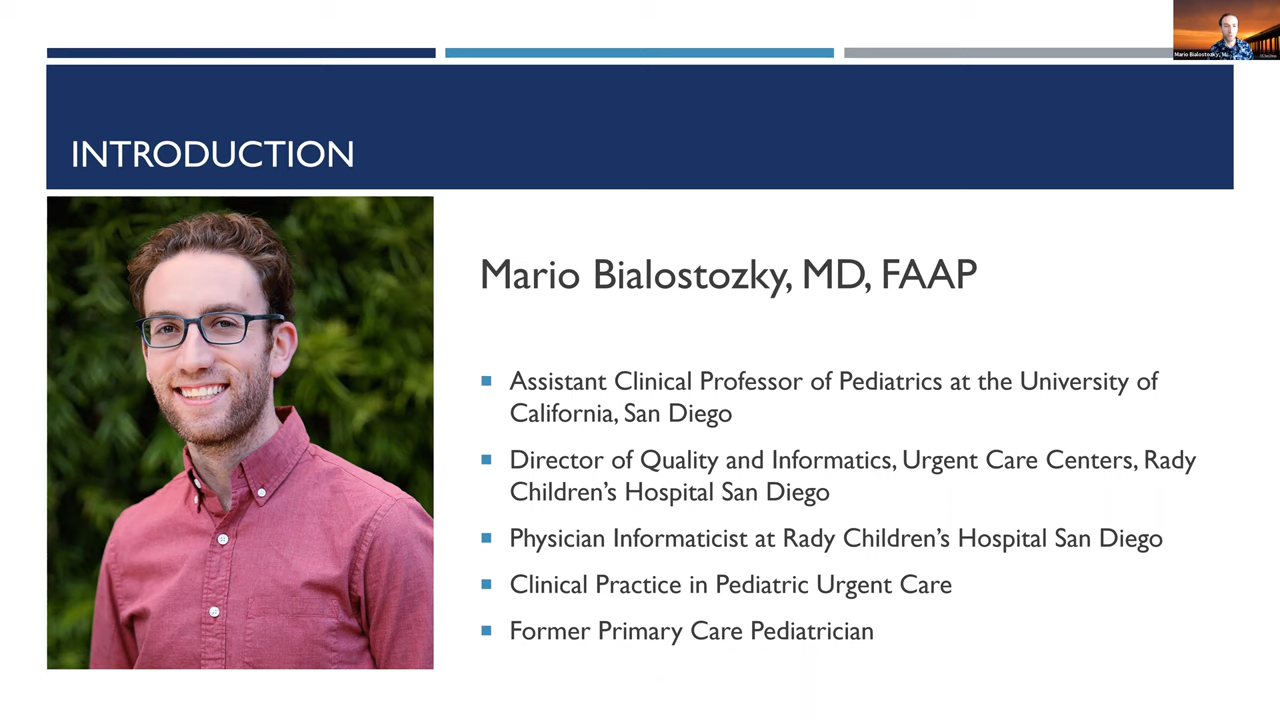 Mario Bialostozky, M
INTRODUCTION
Mario Bialostozky, MD, FAAP
Assistant Clinical Professor of Pediatrics at the University of
California, San Diego
Director of Quality and Informatics, Urgent Care Centers, Rady
Children’s Hospital San Diego
Physician Informaticist at Rady Children’s Hospital San Diego
Clinical Practice in Pediatric Urgent Care
Former Primary Care Pediatrician